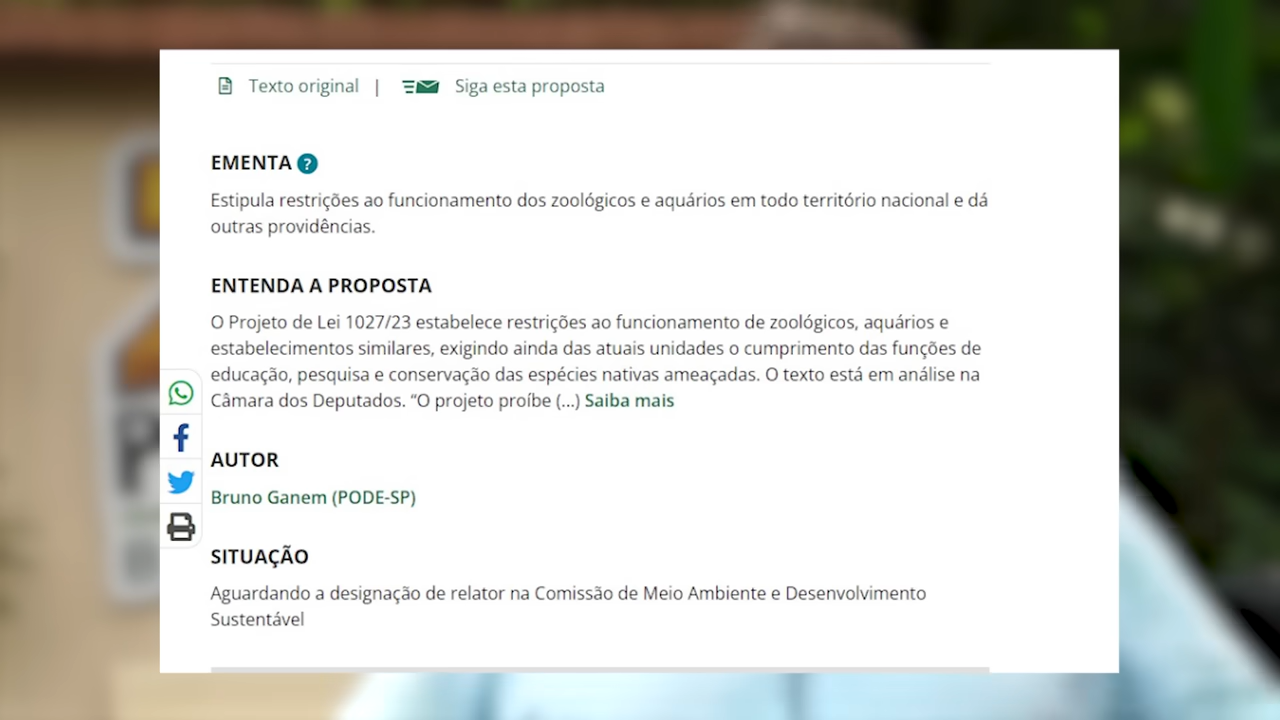 Texto original | Siga esta proposta
EMENTA ?
Estipula restrições ao funcionamento dos zoológicos e aquários em todo território nacional e dá
outras providências.
ENTENDA A PROPOSTA
O Projeto de Lei 1027/23 estabelece restrições ao funcionamento de zoológicos, aquários e
estabelecimentos similares, exigindo ainda das atuais unidades o cumprimento das funções de
educação, pesquisa e conservação das espécies nativas ameaçadas. O texto está em análise na
Câmara dos Deputados. “O projeto proíbe (...) Saiba mais
AUTOR
Bruno Ganem (PODE-SP)
SITUAÇÃO
Aguardando a designação de relator na Comissão de Meio Ambiente e Desenvolvimento
Sustentável